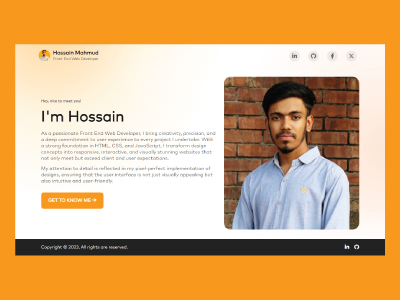 Hossain Mahmud
Front End Web Developer
Hey, nice to meet you!
I'm Hossain
As a passionate Front End Web Developer, I bring creativity, precision, and
a deep commitment to user experience to every project I undertake. With
a strong foundation in HTML, CSS, and JavaScript, I transform design
concepts into responsive, interactive, and visually stunning websites that
not only meet but exceed client and user expectations.
My attention to detail is reflected in my pixel-perfect implementation of
designs, ensuring that the user interface is not just visually appealing but
also intuitive and user-friendly.
GET TO KNOW ME
Copyright © 2023. All rights are reserved.